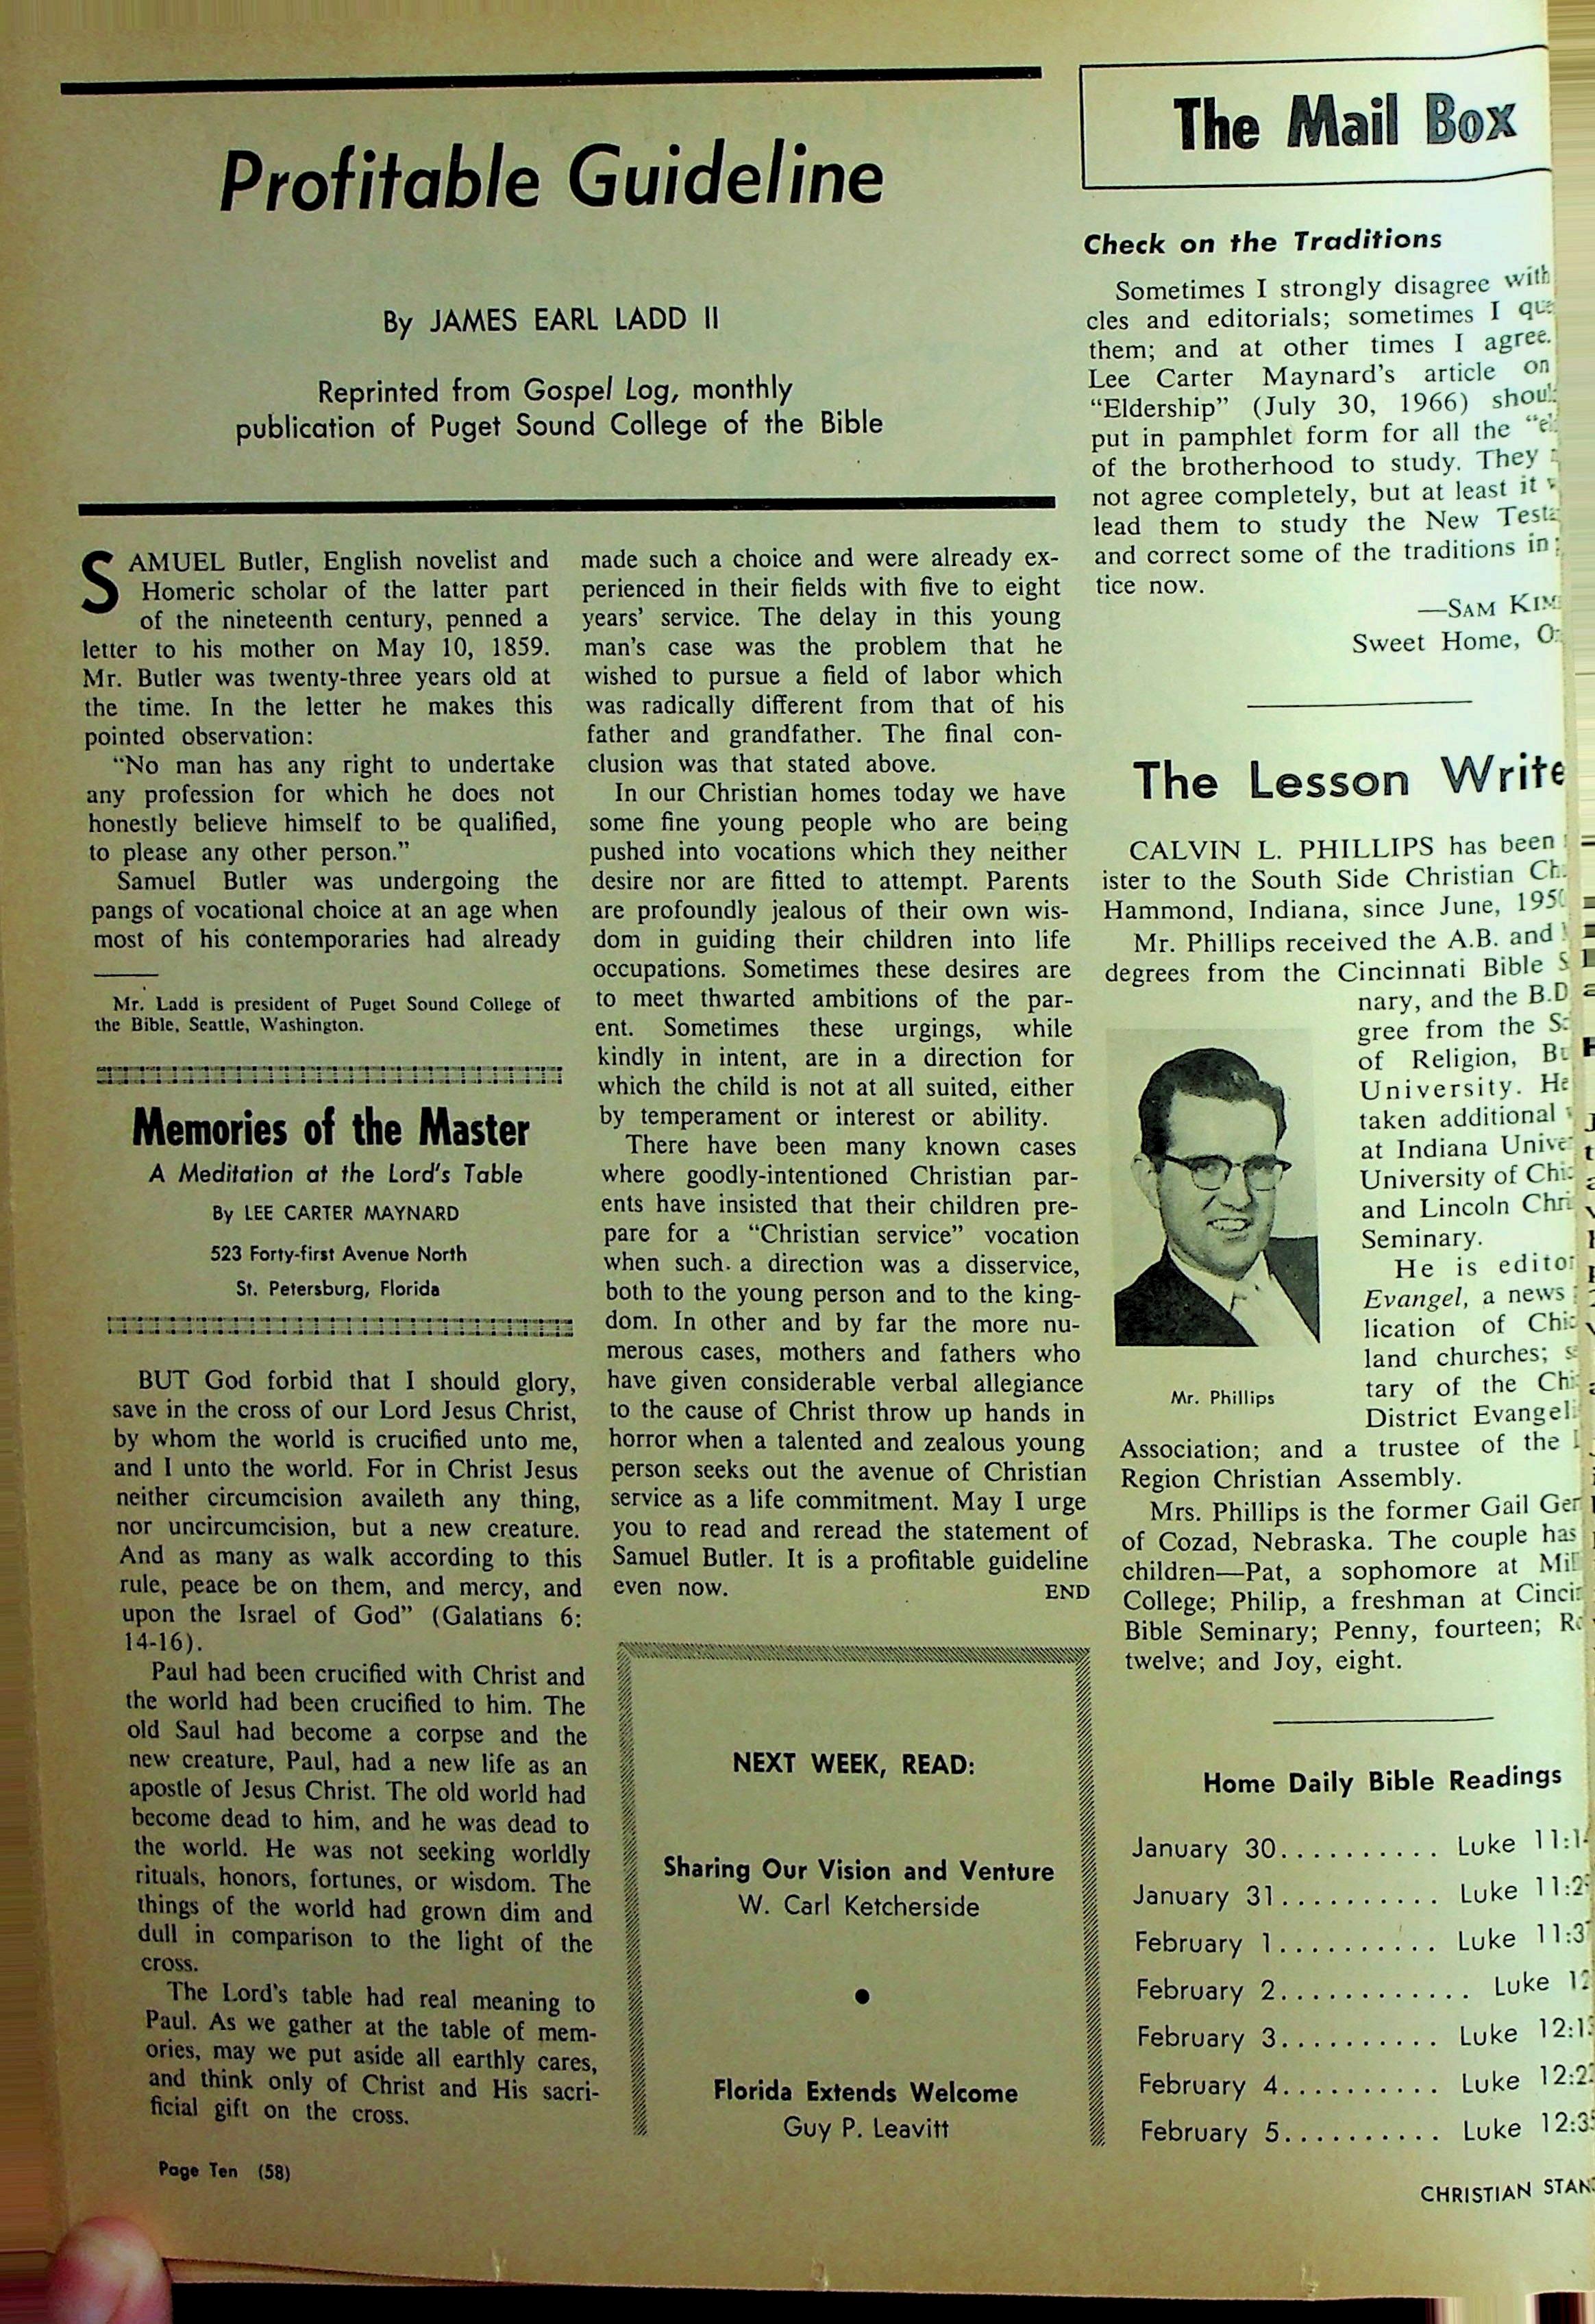 Profitable Guideline
By JAMES EARL LADD II
Reprinted from Gospel Log, monthly
publication of Puget Sound College of the Bible
SAMUEL Butler, English novelist and
Homeric scholar of the latter part
of the nineteenth century, penned a
letter to his mother on May 10, 1859.
Mr. Butler was twenty-three years old at
the time. In the letter he makes this
pointed observation:
“No man has any right to undertake
any profession for which he does not
honestly believe himself to be qualified,
to please any other person.”
Samuel Butler was undergoing the
pangs of vocational choice at an age when
most of his contemporaries had already
Mr. Ladd is president of Puget Sound College of
the Bible, Seattle, Washington.
made such a choice and were already ex-
perienced in their fields with five to eight
years' service. The delay in this young
man's case was the problem that he
wished to pursue a field of labor which
was radically different from that of his
father and grandfather. The final con-
clusion was that stated above.
In our Christian homes today we have
some fine young people who are being
pushed into vocations which they neither
desire nor are fitted to attempt. Parents
are profoundly jealous of their own wis-
dom in guiding their children into life
occupations. Sometimes these desires are
to meet thwarted ambitions of the par-
ent. Sometimes these urgings, while
kindly in intent, are in a direction for
which the child is not at all suited, either
by temperament or interest or ability.
There have been many known cases
where goodly-intentioned Christian par-
ents have insisted that their children pre-
pare for a “Christian service” vocation
when such a direction was a disservice,
both to the young person and to the king-
dom. In other and by far the more nu-
merous cases, mothers and fathers who
have given considerable verbal allegiance
to the cause of Christ throw up hands in
horror when a talented and zealous young
person seeks out the avenue of Christian
service as a life commitment. May I urge
you to read and reread the statement of
Samuel Butler. It is a profitable guideline
even now. END
Memories of the Master
A Meditation at the Lord's Table
By LEE CARTER MAYNARD
523 Forty-first Avenue North
St. Petersburg, Florida
BUT God forbid that I should glory,
save in the cross of our Lord Jesus Christ,
by whom the world is crucified unto me,
and I unto the world. For in Christ Jesus
neither circumcision availeth any thing,
nor uncircumcision, but a new creature.
And as many as walk according to this
rule, peace be on them, and mercy, and
upon the Israel of God” (Galatians 6:
14-16).
Paul had been crucified with Christ and
the world had been crucified to him. The
old Saul had become a corpse and the
new creature, Paul, had a new life as an
apostle of Jesus Christ. The old world had
become dead to him, and he was dead to
the world. He was not seeking worldly
rituals, honors, fortunes, or wisdom. The
things of the world had grown dim and
dull in comparison to the light of the
cross.
The Lord's table had real meaning to
Paul. As we gather at the table of mem-
ories, may we put aside all earthly cares,
and think only of Christ and His sacri-
ficial gift on the cross.
NEXT WEEK, READ:
Sharing Our Vision and Venture
W. Carl Ketcherside
•
Florida Extends Welcome
Guy P. Leavitt
The Mail Box
Check on the Traditions
Sometimes I strongly disagree with
cles and editorials; sometimes I
them; and at other times I agree.
Lee Carter Maynard's article on
“Eldership” (July 30, 1966)
put in pamphlet form for all the
of the brotherhood to study. They
not agree completely, but at least it
lead them to study the New
and correct some of the traditions in
tice now.
—SAM
Sweet Home,
The Lesson
CALVIN L. PHILLIPS has been
ister to the South Side Christian
Hammond, Indiana, since June,
Mr. Phillips received the A.B. and
degrees from the Cincinnati Bible
nary, and the B.D
gree from the
of Religion,
University. He
taken additional
at Indiana
University of
and Lincoln
Seminary.
He is editor
Evangel, a news
lication of
land churches;
tary of the
District
Mr. Phillips
Association; and a trustee of the
Region Christian Assembly.
Mrs. Phillips is the former Gail
of Cozad, Nebraska. The couple has
children—Pat, a sophomore at
College; Philip, a freshman at
Bible Seminary; Penny, fourteen;
twelve; and Joy, eight.
Home Daily Bible Readings
January 30.......... Luke
January 31.......... Luke
February 1.......... Luke
February 2............ Luke
February 3.......... Luke
February 4.......... Luke
February 5.......... Luke
Page Ten (58)
CHRISTIAN